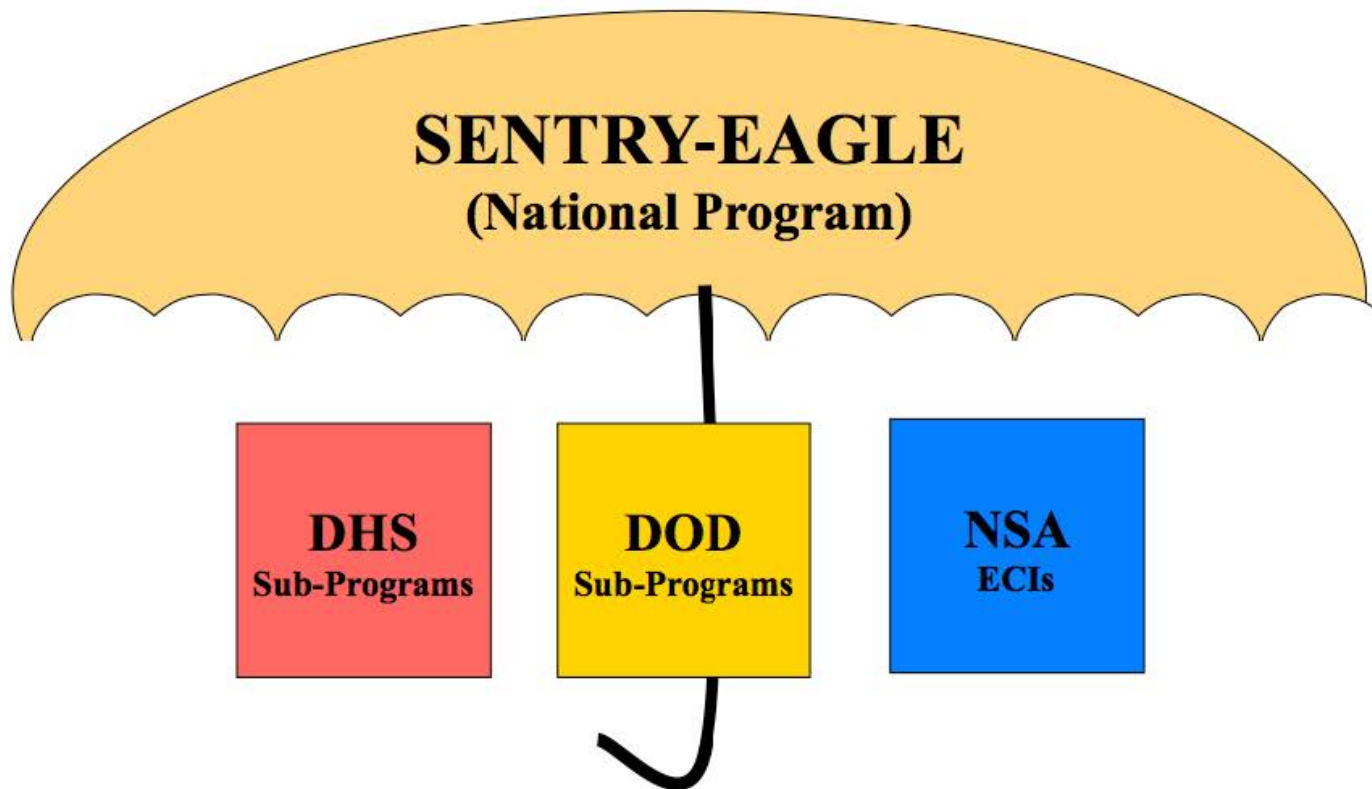 SENTRY-EAGLE
(National Program)
DHS
Sub-Programs
DOD
Sub-Programs
NSA
ECIs